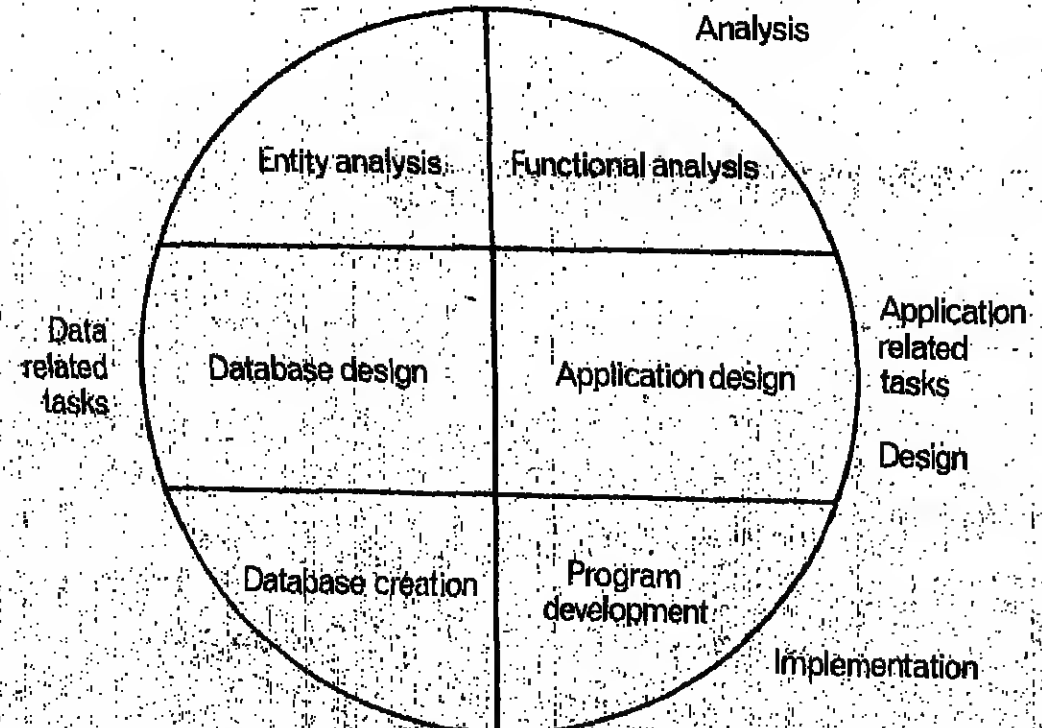 Analysis
Entity analysis
Functional analysis
Data
related
tasks
Database design
Application design
Application
related
tasks
Design
Database creation
Program
development
Implementation